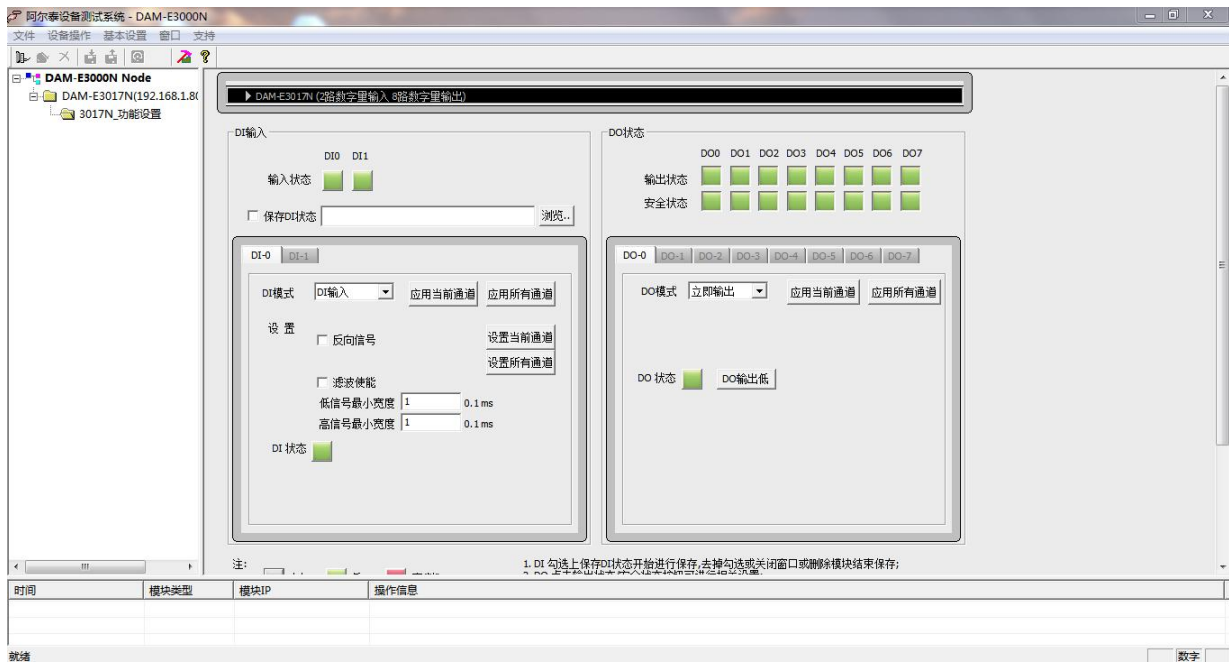 阿尔泰设备测试系统 - DAM-E3000N
文件 设备操作 基本设置 窗口 支持
DAM-E3000N Node
DAM-E3017N(192.168.1.80
3017N_功能设置
DAM-E3017N (2路数字里输入 8路数字里输出)
DI输入
DI0 DI1
输入状态
保存DI状态 浏览..
DI-0 DI-1
DI模式 DI输入 应用当前通道 应用所有通道
设 置
反向信号 设置当前通道
设置所有通道
滤波使能
低信号最小宽度 1 0.1ms
高信号最小宽度 1 0.1ms
DI 状态
DO状态
DO0 DO1 DO2 DO3 DO4 DO5 DO6 DO7
输出状态
安全状态
DO-0 DO-1 DO-2 DO-3 DO-4 DO-5 DO-6 DO-7
DO模式 立即输出 应用当前通道 应用所有通道
DO 状态 DO输出低
注:
1. DI 勾选上保存DI状态开始进行保存,去掉勾选或关闭窗口或删除模块结束保存;
时间 模块类型 模块IP 操作信息
就绪 数字